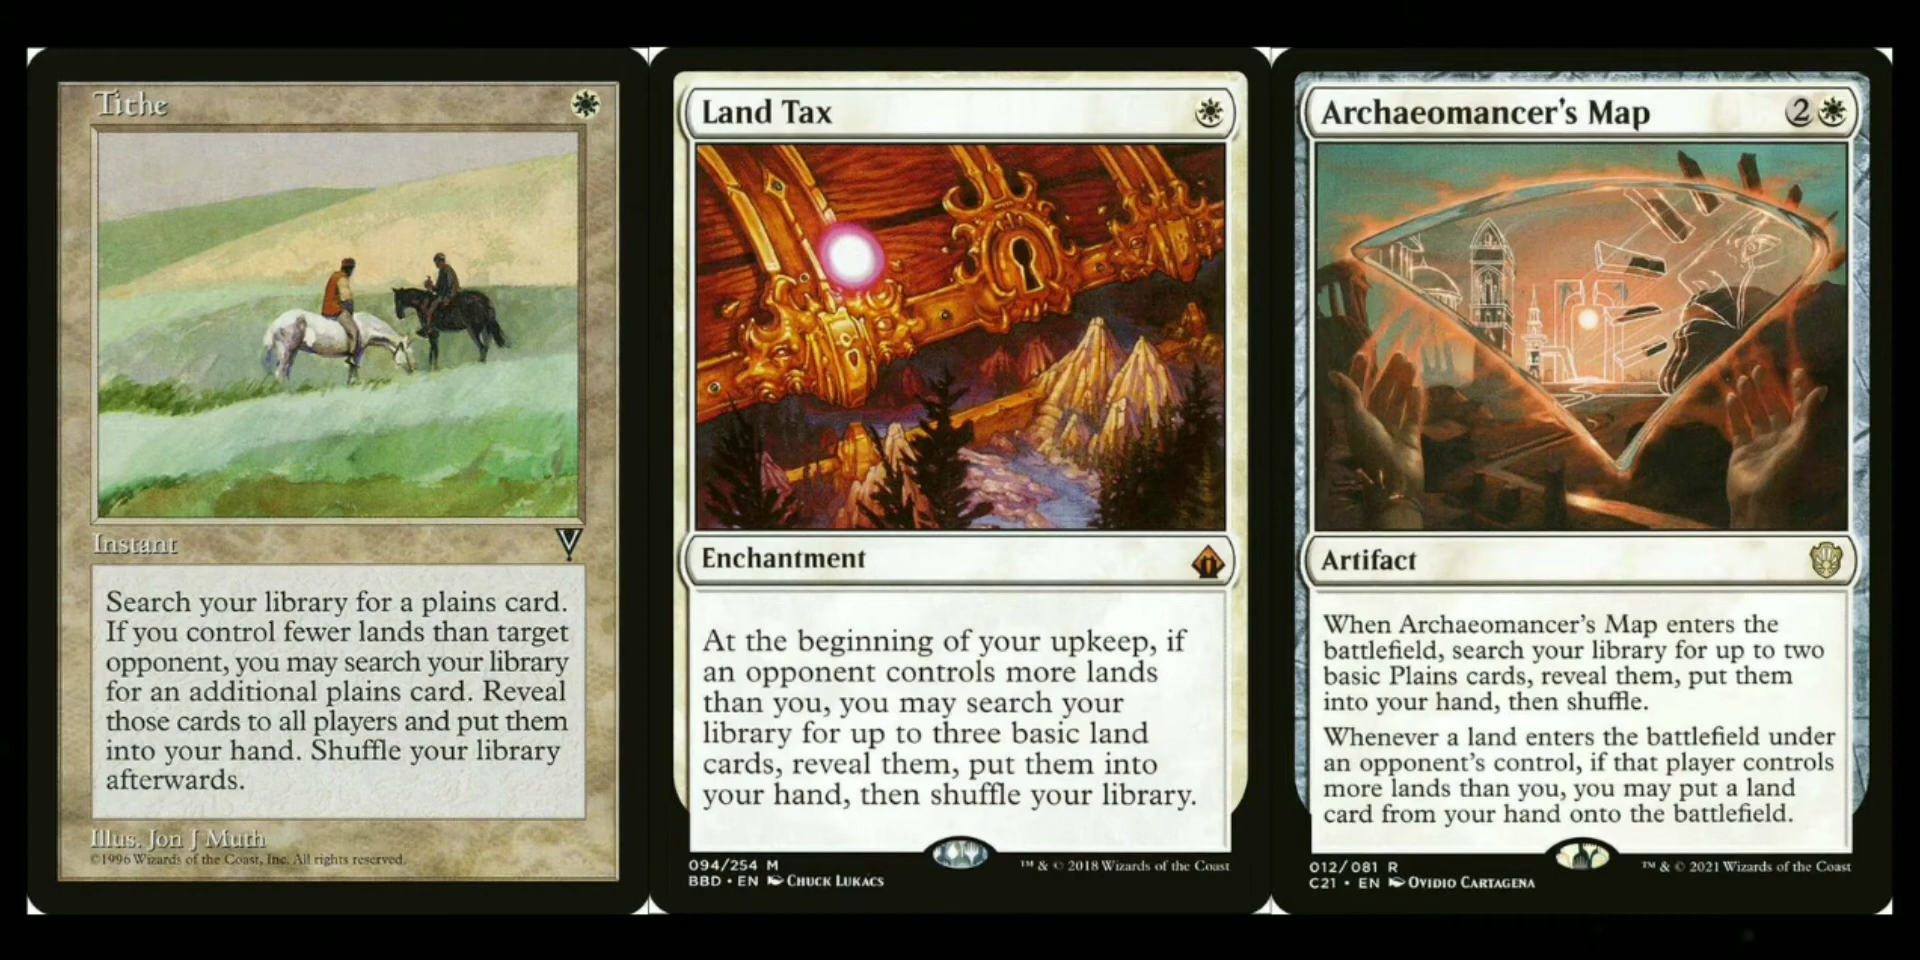 Tithe
Instant
Search your library for a plains card.
If you control fewer lands than target
opponent, you may search your library
for an additional plains card. Reveal
those cards to all players and put them
into your hand. Shuffle your library
afterwards.
Illus. Jon J Muth
©1996 Wizards of the Coast, Inc. All rights reserved.
Land Tax
Enchantment
At the beginning of your upkeep, if
an opponent controls more lands
than you, you may search your
library for up to three basic land
cards, reveal them, put them into
your hand, then shuffle your library.
094/254 M
™ & © 2018 Wizards of the Coast
BBD • EN Chuck Lukacs
Archaeomancer's Map
2
Artifact
When Archaeomancer's Map enters the
battlefield, search your library for up to two
basic Plains cards, reveal them, put them
into your hand, then shuffle.
Whenever a land enters the battlefield under
an opponent's control, if that player controls
more lands than you, you may put a land
card from your hand onto the battlefield.
012/081 R
™ & © 2021 Wizards of the Coast
C21 • EN Ovidio Cartagena